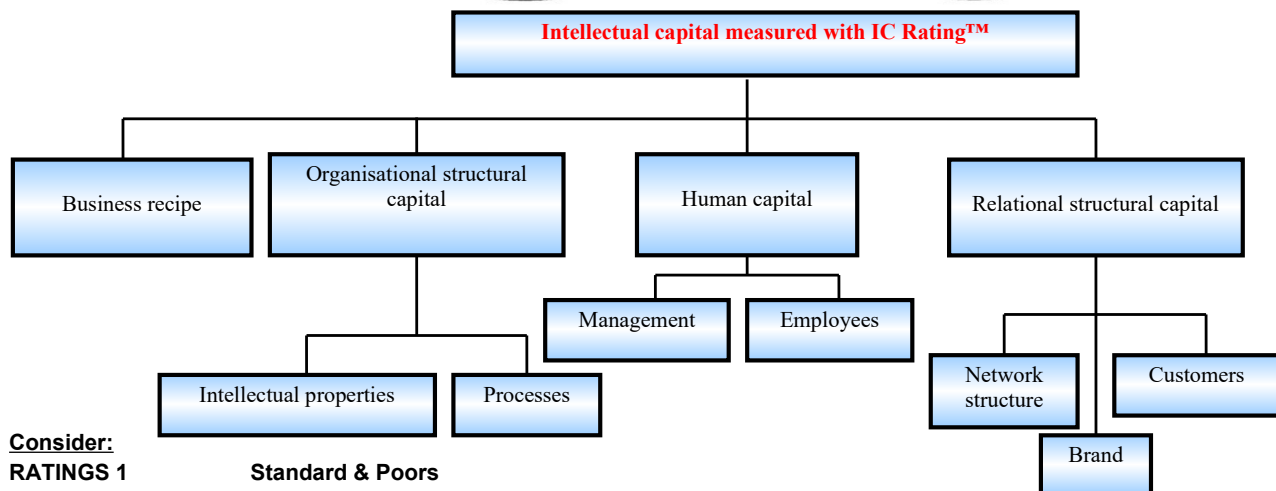 Intellectual capital measured with IC Rating™
Business recipe
Organisational structural
capital
Human capital
Relational structural capital
Management
Employees
Intellectual properties
Processes
Network
structure
Customers
Brand
Consider:
RATINGS 1 Standard & Poors